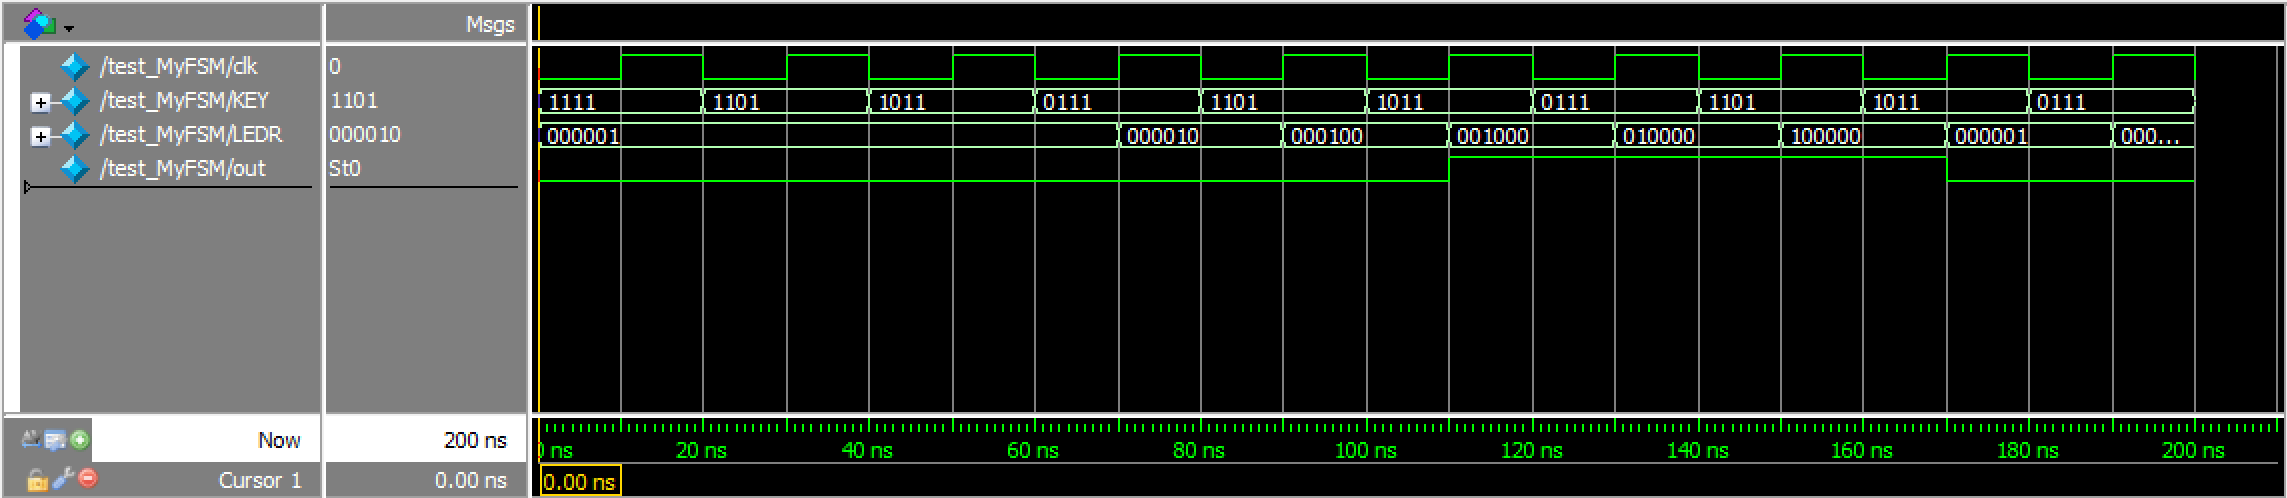 Msgs
/test_MyFSM/clk 0
/test_MyFSM/KEY 1101 1111 1101 1011 0111 1101 1011 0111 1101 1011 0111
/test_MyFSM/LEDR 000010 000001 000010 000100 001000 010000 100000 000001 000...
/test_MyFSM/out St0
Now 200 ns 0 ns 20 ns 40 ns 60 ns 80 ns 100 ns 120 ns 140 ns 160 ns 180 ns 200 ns
Cursor 1 0.00 ns 0.00 ns